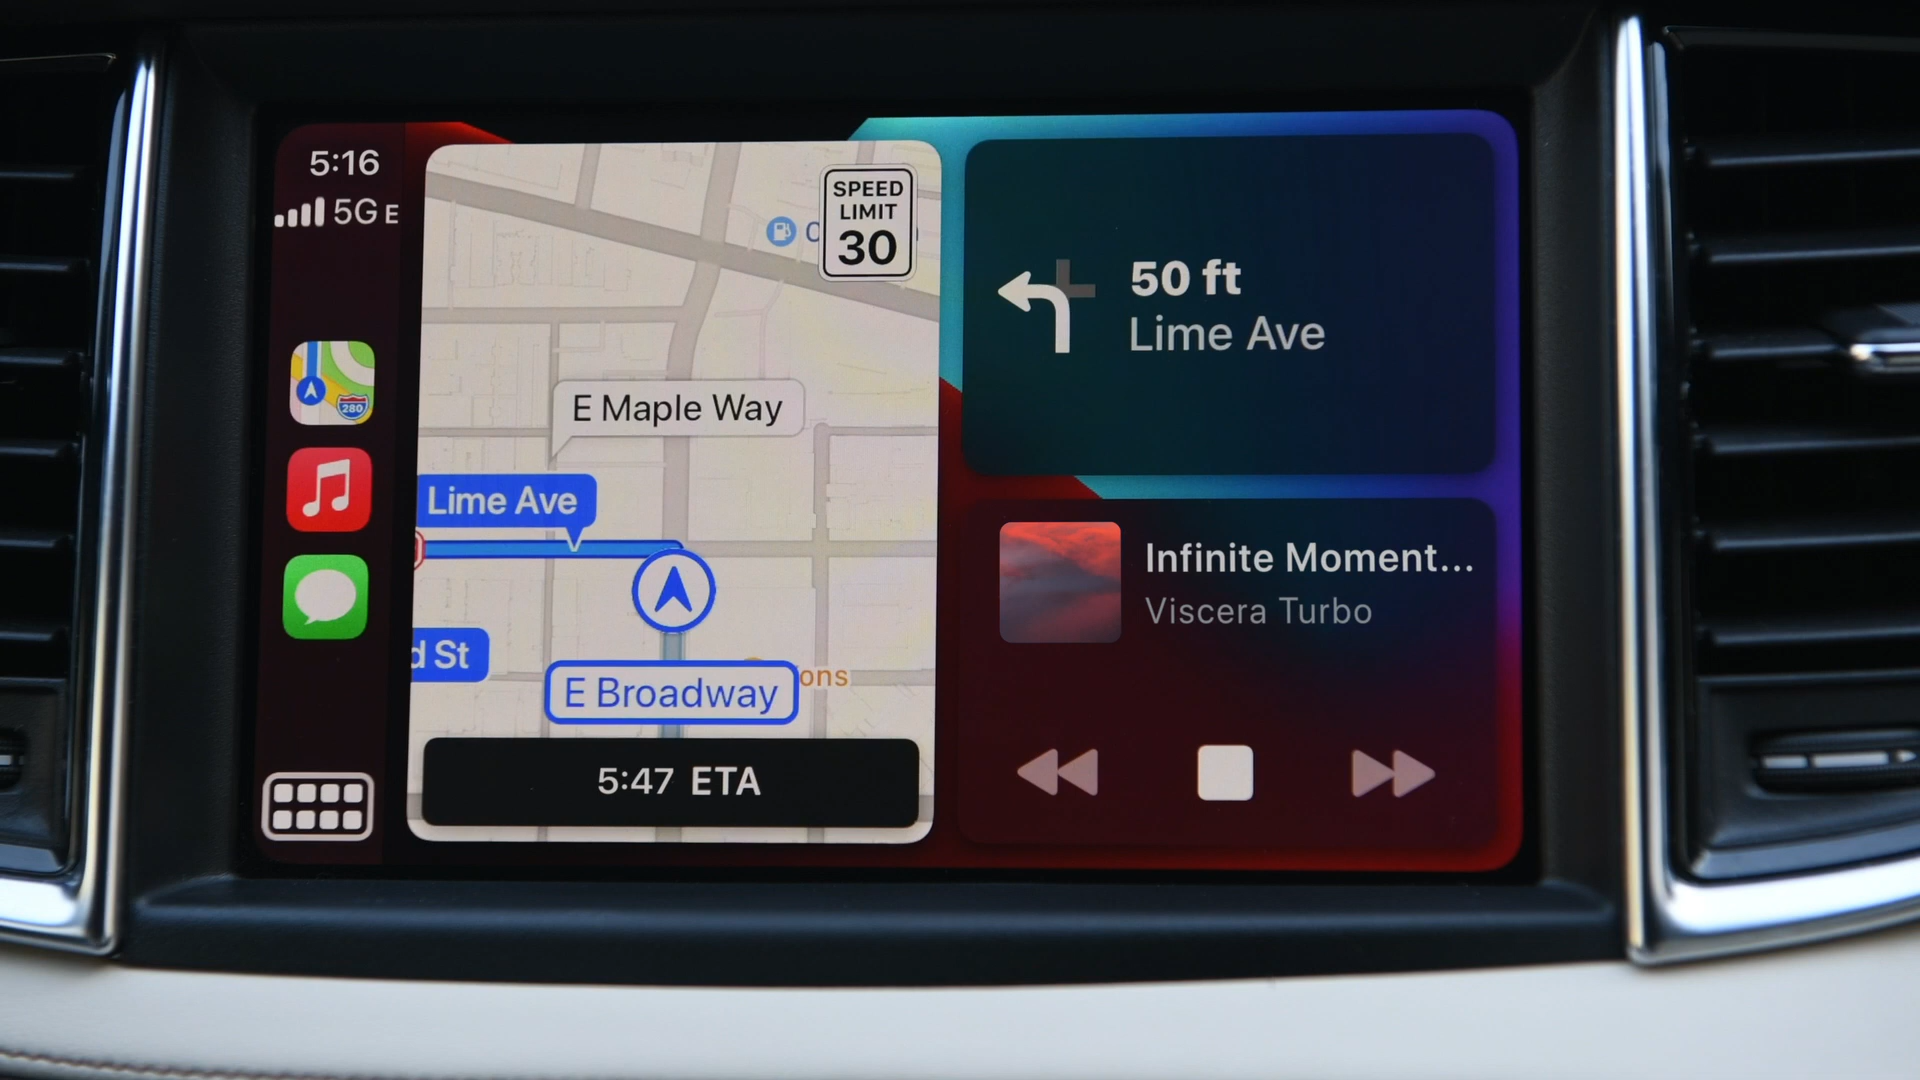 5:16
5G E
280
SPEED
LIMIT
30
E Maple Way
Lime Ave
d St
E Broadway
ons
5:47 ETA
50 ft
Lime Ave
Infinite Moment...
Viscera Turbo